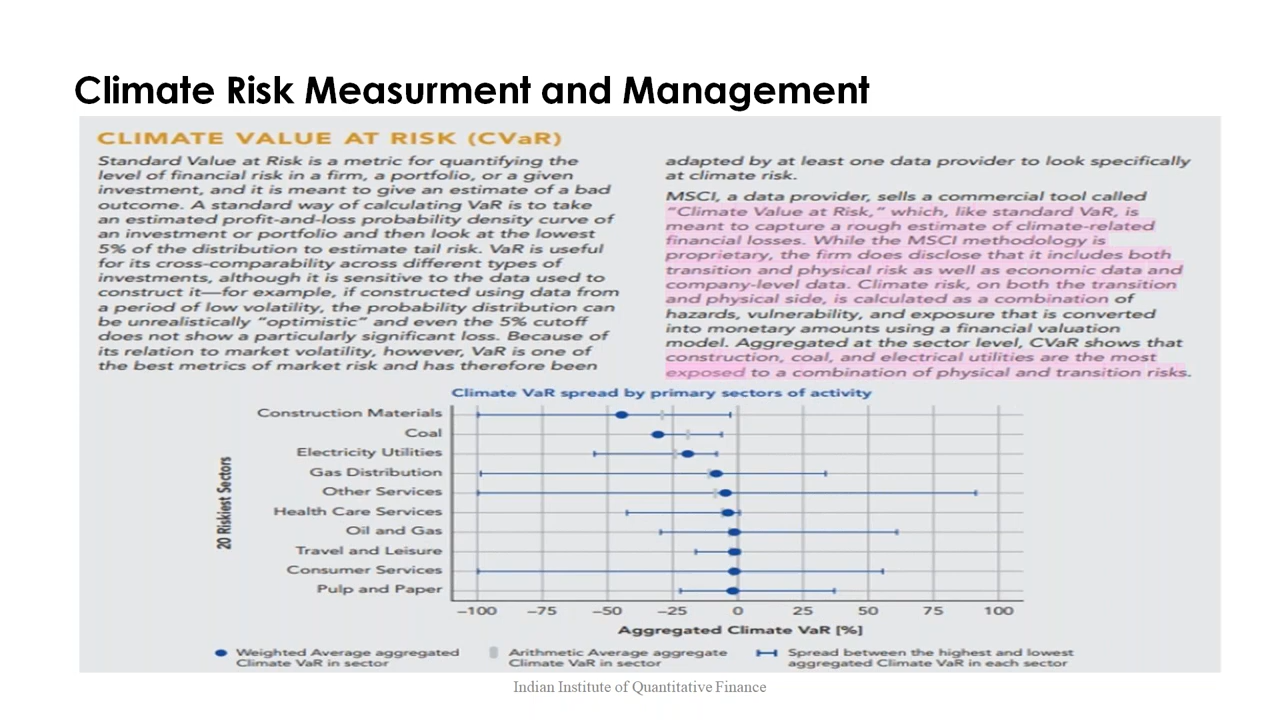 Climate Risk Measurment and Management
CLIMATE VALUE AT RISK (CVaR)
Standard Value at Risk is a metric for quantifying the
level of financial risk in a firm, a portfolio, or a given
investment, and it is meant to give an estimate of a bad
outcome. A standard way of calculating VaR is to take
an estimated profit-and-loss probability density curve of
an investment or portfolio and then look at the lowest
5% of the distribution to estimate tail risk. VaR is useful
for its cross-comparability across different types of
investments, although it is sensitive to the data used to
construct it—for example, if constructed using data from
a period of low volatility, the probability distribution can
be unrealistically "optimistic" and even the 5% cutoff
does not show a particularly significant loss. Because of
its relation to market volatility, however, VaR is one of
the best metrics of market risk and has therefore been
adapted by at least one data provider to look specifically
at climate risk.
MSCI, a data provider, sells a commercial tool called
"Climate Value at Risk," which, like standard VaR, is
meant to capture a rough estimate of climate-related
financial losses. While the MSCI methodology is
proprietary, the firm does disclose that it includes both
transition and physical risk as well as economic data and
company-level data. Climate risk, on both the transition
and physical side, is calculated as a combination of
hazards, vulnerability, and exposure that is converted
into monetary amounts using a financial valuation
model. Aggregated at the sector level, CVaR shows that
construction, coal, and electrical utilities are the most
exposed to a combination of physical and transition risks.
Climate VaR spread by primary sectors of activity
20 Riskiest Sectors
Construction Materials
Coal
Electricity Utilities
Gas Distribution
Other Services
Health Care Services
Oil and Gas
Travel and Leisure
Consumer Services
Pulp and Paper
−100 −75 −50 −25 0 25 50 75 100
Aggregated Climate VaR [%]
Weighted Average aggregated
Climate VaR in sector
Arithmetic Average aggregate
Climate VaR in sector
Spread between the highest and lowest
aggregated Climate VaR in each sector
Indian Institute of Quantitative Finance